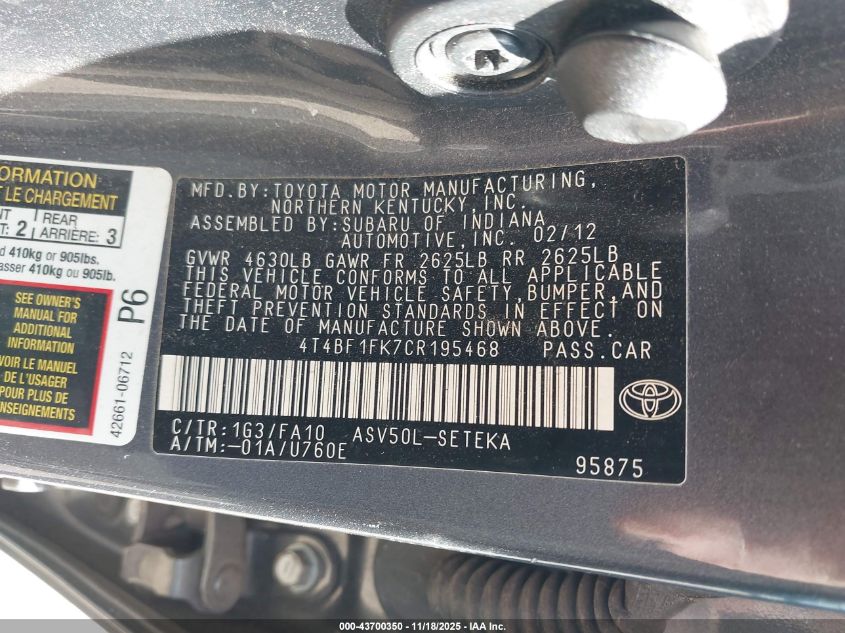 ORMATION
T LE CHARGEMENT
NT REAR
T: 2 ARRIÈRE: 3
d 410kg or 905lbs.
asser 410kg ou 905lb.
SEE OWNER'S
MANUAL FOR
ADDITIONAL
INFORMATION
VOIR LE MANUEL
DE L'USAGER
POUR PLUS DE
NSEIGNEMENTS
P6
42661-06712
MFD.BY:TOYOTA MOTOR MANUFACTURING,
NORTHERN KENTUCKY,INC.
ASSEMBLED BY:SUBARU OF INDIANA
AUTOMOTIVE,INC. 02/12
GVWR 4630LB GAWR FR 2625LB RR 2625LB
THIS VEHICLE CONFORMS TO ALL APPLICABLE
FEDERAL MOTOR VEHICLE SAFETY,BUMPER,AND
THEFT PREVENTION STANDARDS IN EFFECT ON
THE DATE OF MANUFACTURE SHOWN ABOVE.
4T4BF1FK7CR195468 PASS.CAR
C/TR:1G3/FA10 ASV50L-SETEKA
A/TM:-01A/U760E
95875
000-43700350 - 11/18/2025 - IAA Inc.